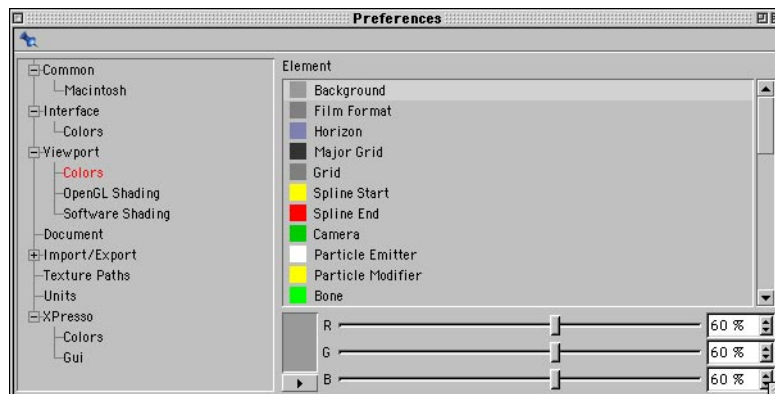 Preferences
Common
Macintosh
Interface
Colors
Viewport
Colors
OpenGL Shading
Software Shading
Document
Import/Export
Texture Paths
Units
XPresso
Colors
Gui
Element
Background
Film Format
Horizon
Major Grid
Grid
Spline Start
Spline End
Camera
Particle Emitter
Particle Modifier
Bone
R 60 %
G 60 %
B 60 %